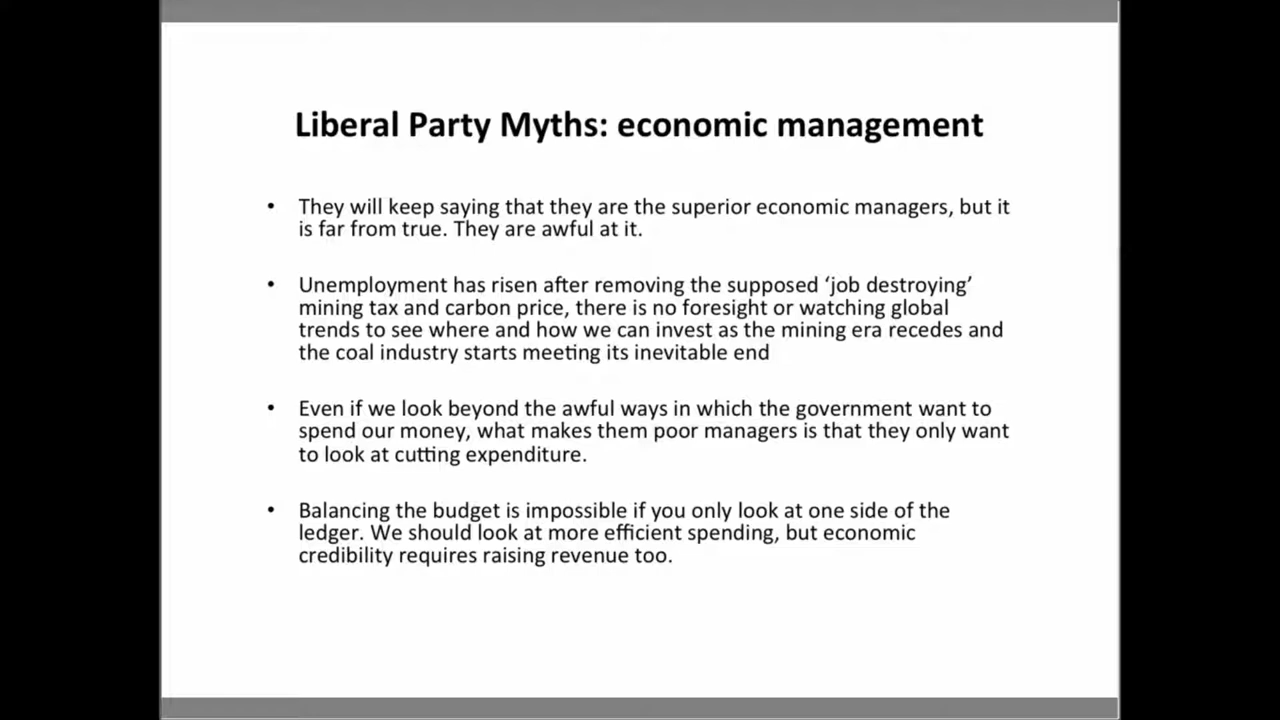 Liberal Party Myths: economic management
• They will keep saying that they are the superior economic managers, but it
is far from true. They are awful at it.
• Unemployment has risen after removing the supposed ‘job destroying’
mining tax and carbon price, there is no foresight or watching global
trends to see where and how we can invest as the mining era recedes and
the coal industry starts meeting its inevitable end
• Even if we look beyond the awful ways in which the government want to
spend our money, what makes them poor managers is that they only want
to look at cutting expenditure.
• Balancing the budget is impossible if you only look at one side of the
ledger. We should look at more efficient spending, but economic
credibility requires raising revenue too.